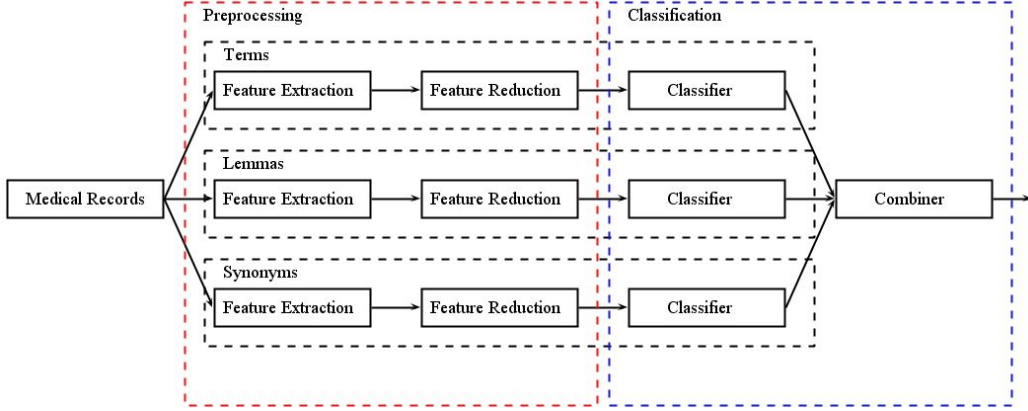 Preprocessing
Classification
Terms
Feature Extraction
Feature Reduction
Classifier
Lemmas
Medical Records
Feature Extraction
Feature Reduction
Classifier
Combiner
Synonyms
Feature Extraction
Feature Reduction
Classifier